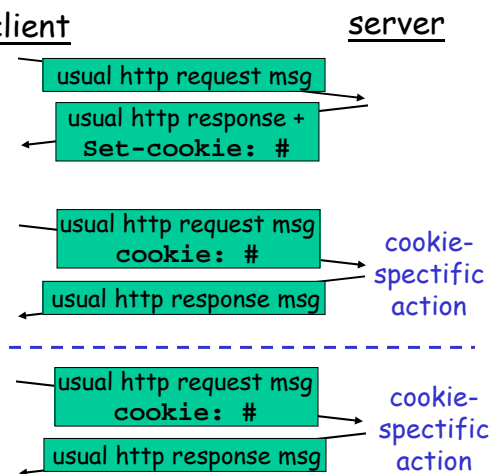 client
server
usual http request msg
usual http response +
Set-cookie: #
usual http request msg
cookie: #
usual http response msg
cookie-
spectific
action
usual http request msg
cookie: #
usual http response msg
cookie-
spectific
action